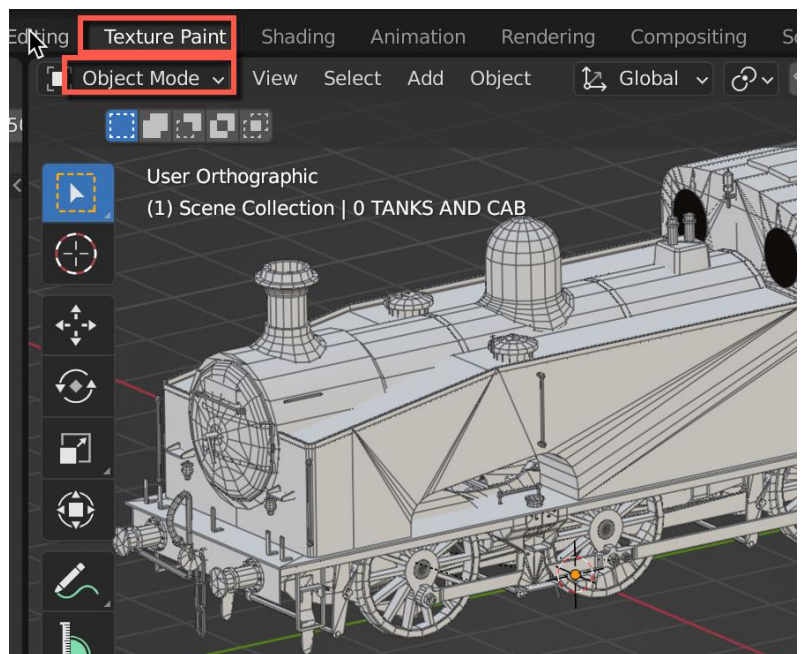 Editing Texture Paint Shading Animation Rendering Compositing
Object Mode View Select Add Object Global
User Orthographic
(1) Scene Collection | 0 TANKS AND CAB